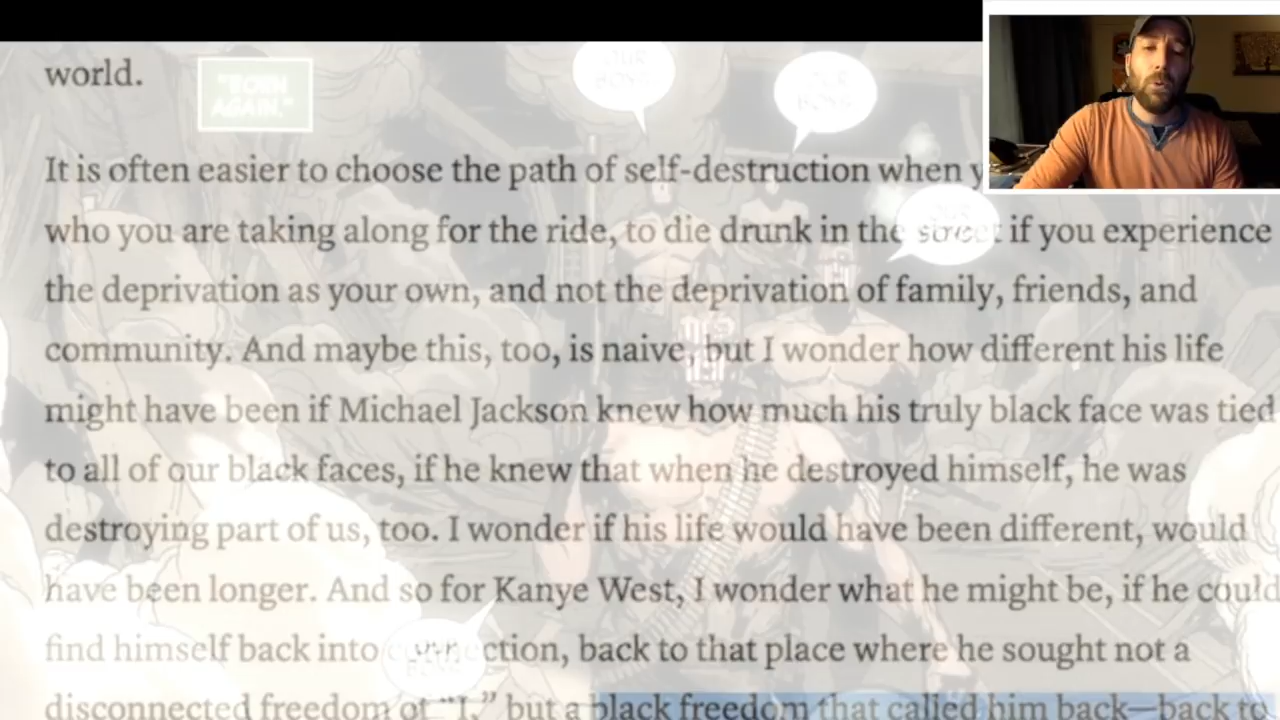 world.
"BORN
AGAIN."
OUR
BOYS.
OUR
BOYS.
It is often easier to choose the path of self-destruction when
who you are taking along for the ride, to die drunk in the street if you experience
the deprivation as your own, and not the deprivation of family, friends, and
community. And maybe this, too, is naive, but I wonder how different his life
might have been if Michael Jackson knew how much his truly black face was tied
to all of our black faces, if he knew that when he destroyed himself, he was
destroying part of us, too. I wonder if his life would have been different, would
have been longer. And so for Kanye West, I wonder what he might be, if he could
find himself back into connection, back to that place where he sought not a
disconnected freedom of "I," but a black freedom that called him back—back to